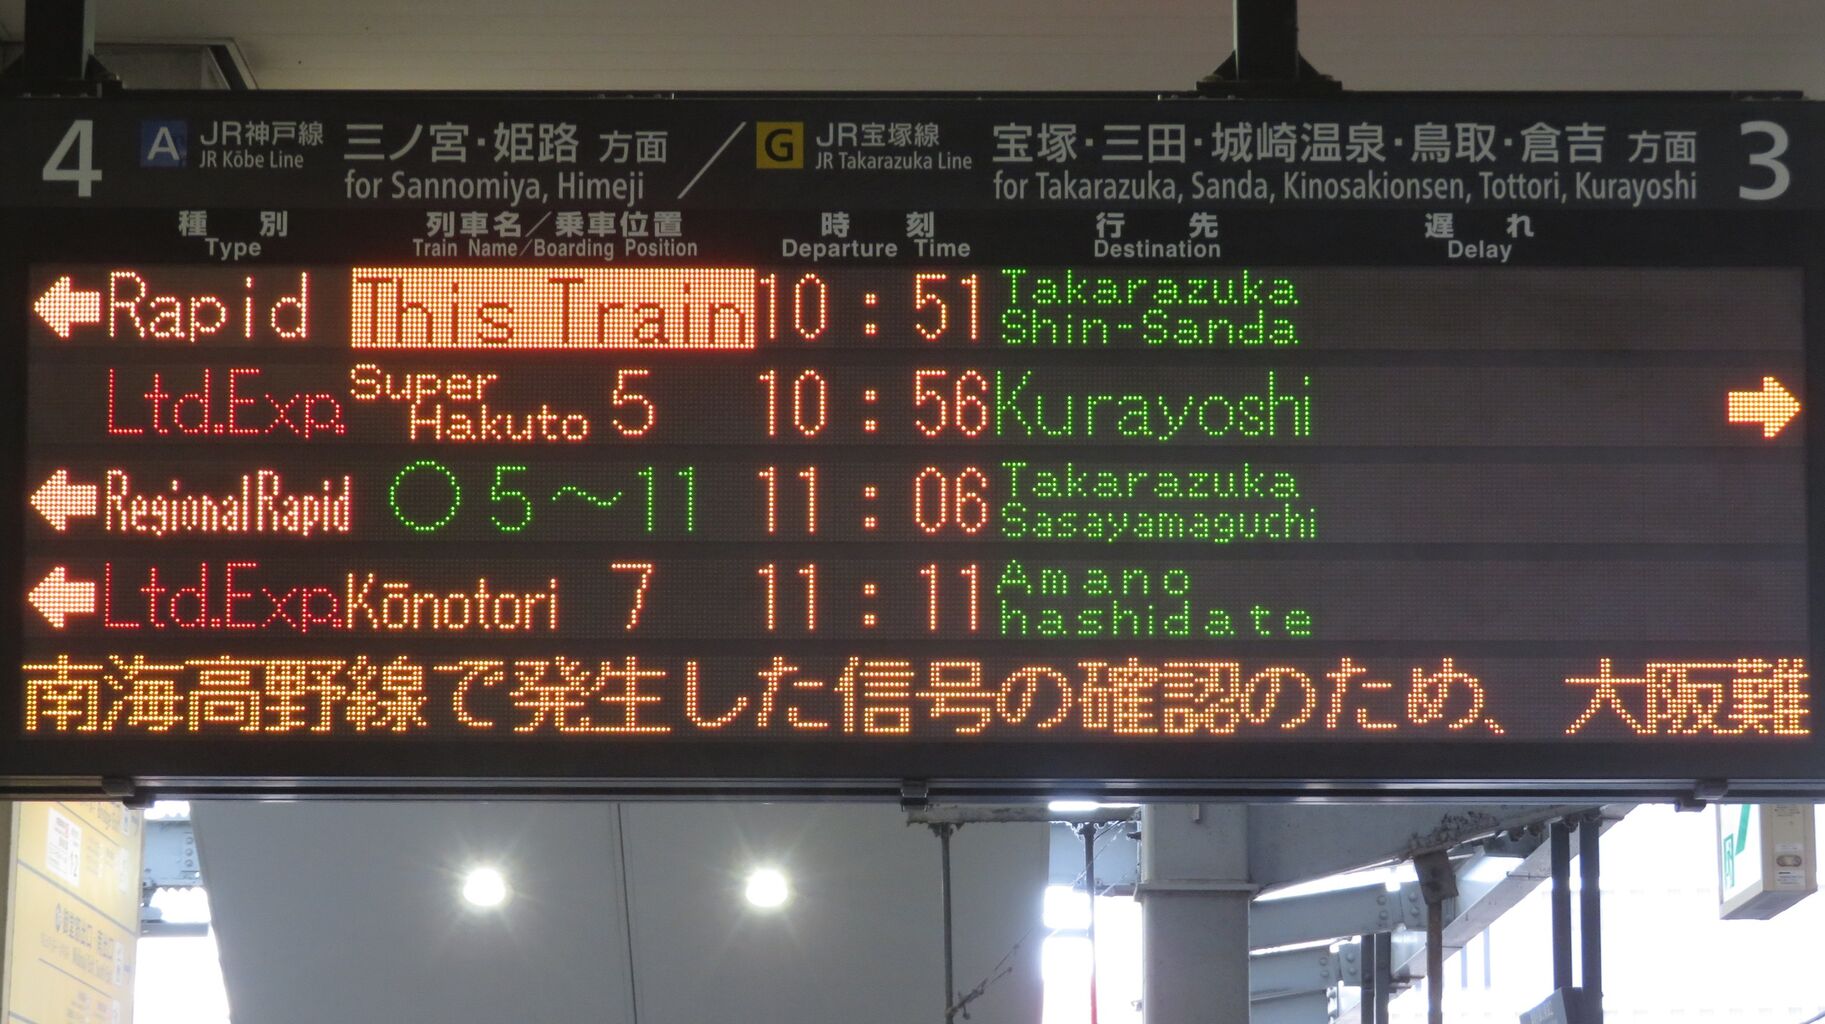 4 A JR神戸線 三ノ宮・姫路 方面 / G JR宝塚線 宝塚・三田・城崎温泉・鳥取・倉吉 方面 3
JR Kōbe Line for Sannomiya, Himeji JR Takarazuka Line for Takarazuka, Sanda, Kinosakionsen, Tottori, Kurayoshi
種別 列車名/乗車位置 時刻 行先 遅れ
Type Train Name/Boarding Position Departure Time Destination Delay
← Rapid This Train 10:51 Takarazuka
Shin-Sanda
Ltd.Exp. Super Hakuto 5 10:56 Kurayoshi →
← Regional Rapid ○ 5～11 11:06 Takarazuka
Sasayamaguchi
← Ltd.Exp. Kōnotori 7 11:11 Amano
hashidate
南海高野線で発生した信号の確認のため、大阪難